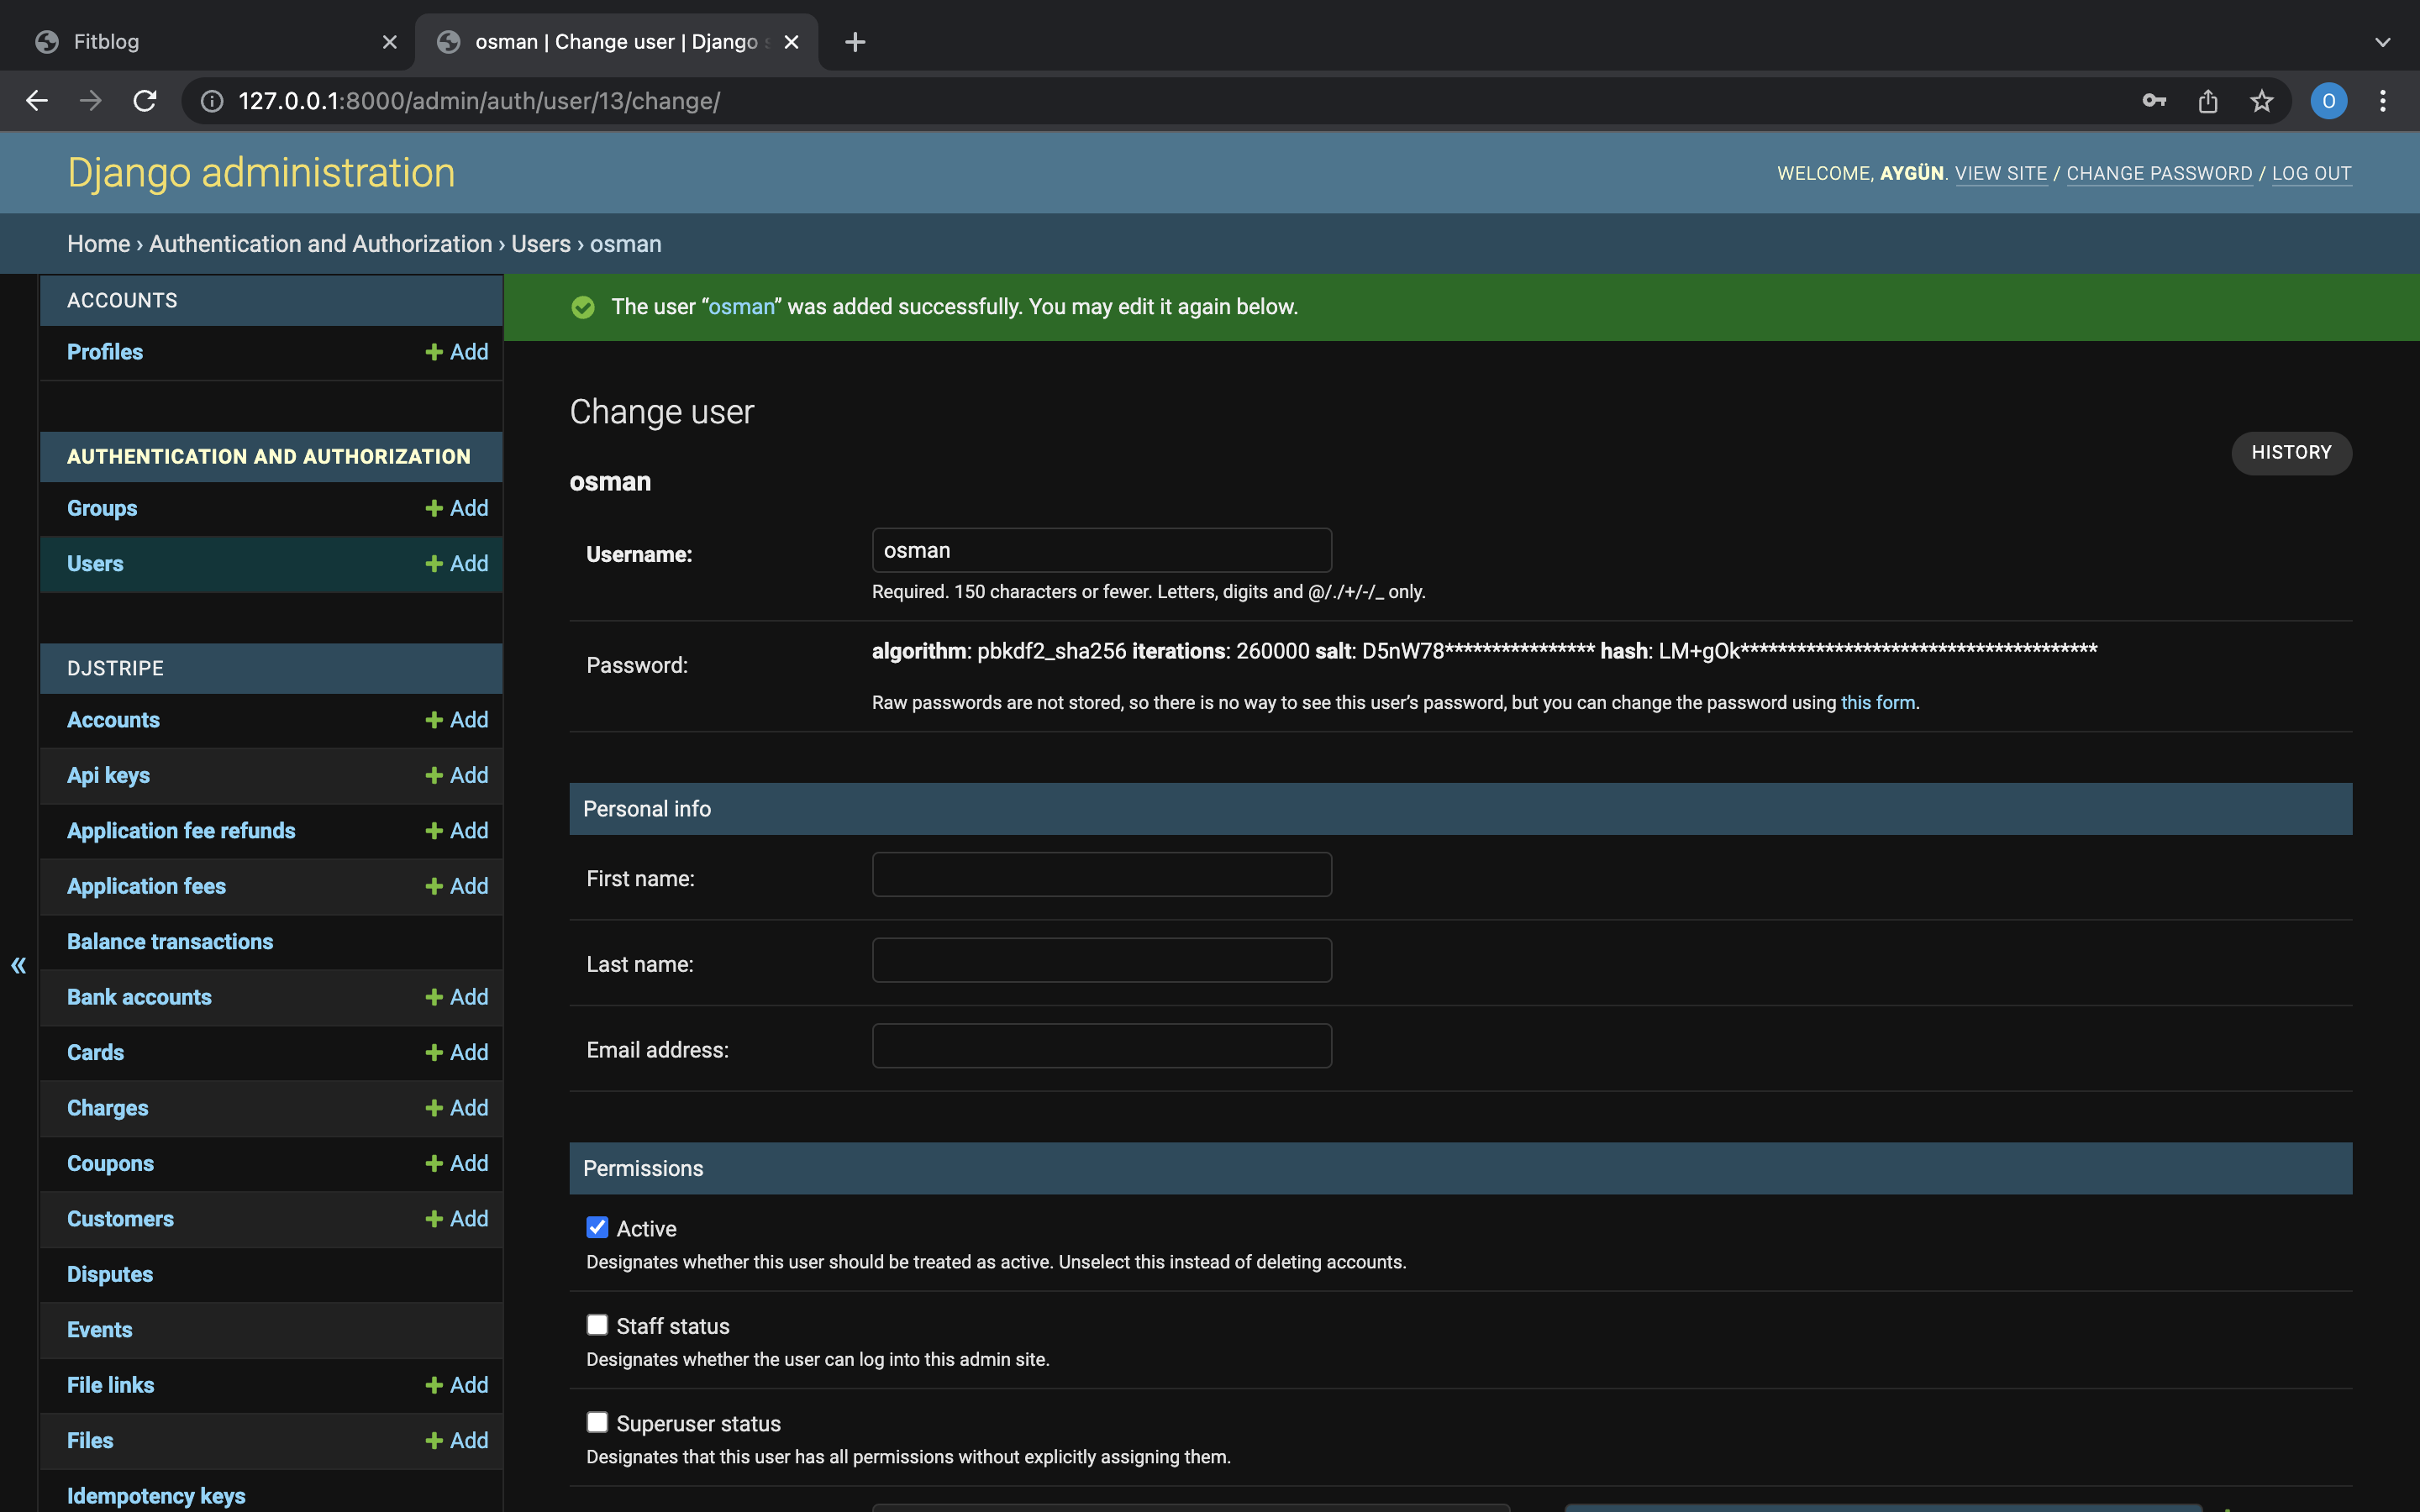 Fitblog
osman | Change user | Django
127.0.0.1:8000/admin/auth/user/13/change/
O
Django administration
WELCOME, AYGÜN. VIEW SITE / CHANGE PASSWORD / LOG OUT
Home › Authentication and Authorization › Users › osman
ACCOUNTS
Profiles
Add
AUTHENTICATION AND AUTHORIZATION
Groups
Add
Users
Add
DJSTRIPE
Accounts
Add
Api keys
Add
Application fee refunds
Add
Application fees
Add
Balance transactions
Bank accounts
Add
Cards
Add
Charges
Add
Coupons
Add
Customers
Add
Disputes
Events
File links
Add
Files
Add
Idempotency keys
«
The user “osman” was added successfully. You may edit it again below.
Change user
HISTORY
osman
Username:
osman
Required. 150 characters or fewer. Letters, digits and @/./+/-/_ only.
Password:
algorithm: pbkdf2_sha256 iterations: 260000 salt: D5nW78**************** hash: LM+gOk**************************************
Raw passwords are not stored, so there is no way to see this user’s password, but you can change the password using this form.
Personal info
First name:
Last name:
Email address:
Permissions
Active
Designates whether this user should be treated as active. Unselect this instead of deleting accounts.
Staff status
Designates whether the user can log into this admin site.
Superuser status
Designates that this user has all permissions without explicitly assigning them.